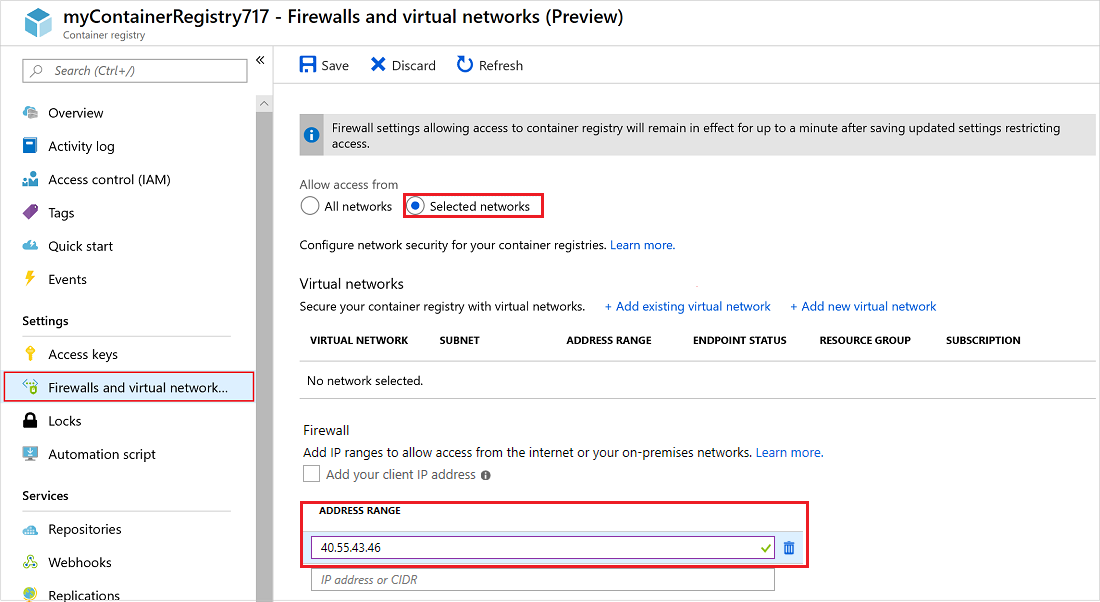 myContainerRegistry717 - Firewalls and virtual networks (Preview)
Container registry
Search (Ctrl+/)
«
Overview
Activity log
Access control (IAM)
Tags
Quick start
Events
Settings
Access keys
Firewalls and virtual network...
Locks
Automation script
Services
Repositories
Webhooks
Replications
Save Discard Refresh
Firewall settings allowing access to container registry will remain in effect for up to a minute after saving updated settings restricting
access.
Allow access from
All networks Selected networks
Configure network security for your container registries. Learn more.
Virtual networks
Secure your container registry with virtual networks. + Add existing virtual network + Add new virtual network
VIRTUAL NETWORK SUBNET ADDRESS RANGE ENDPOINT STATUS RESOURCE GROUP SUBSCRIPTION
No network selected.
Firewall
Add IP ranges to allow access from the internet or your on-premises networks. Learn more.
Add your client IP address
ADDRESS RANGE
40.55.43.46
IP address or CIDR